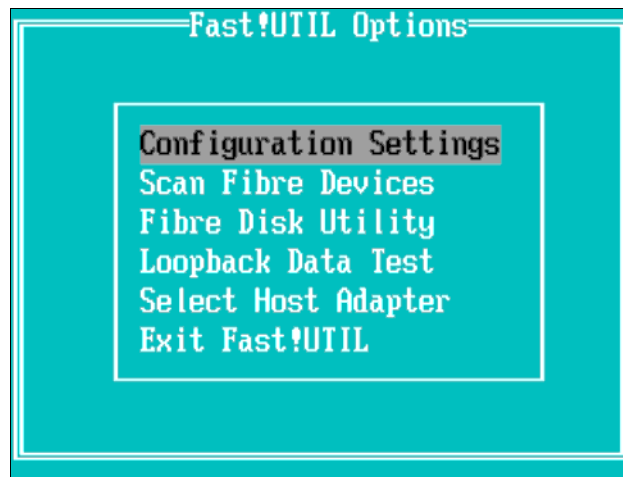 Fast!UTIL Options
Configuration Settings
Scan Fibre Devices
Fibre Disk Utility
Loopback Data Test
Select Host Adapter
Exit Fast!UTIL